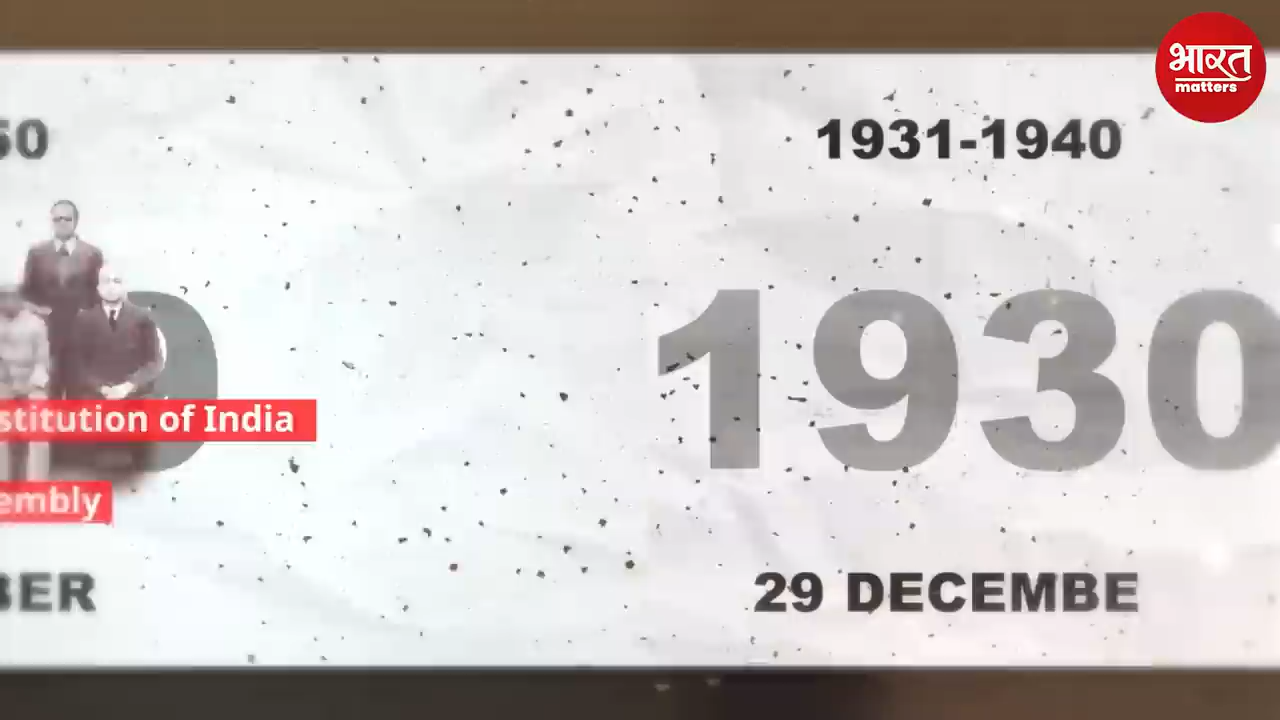 भारत
matters
50
1931-1940
1930
stitution of India
embly
BER
29 DECEMBE